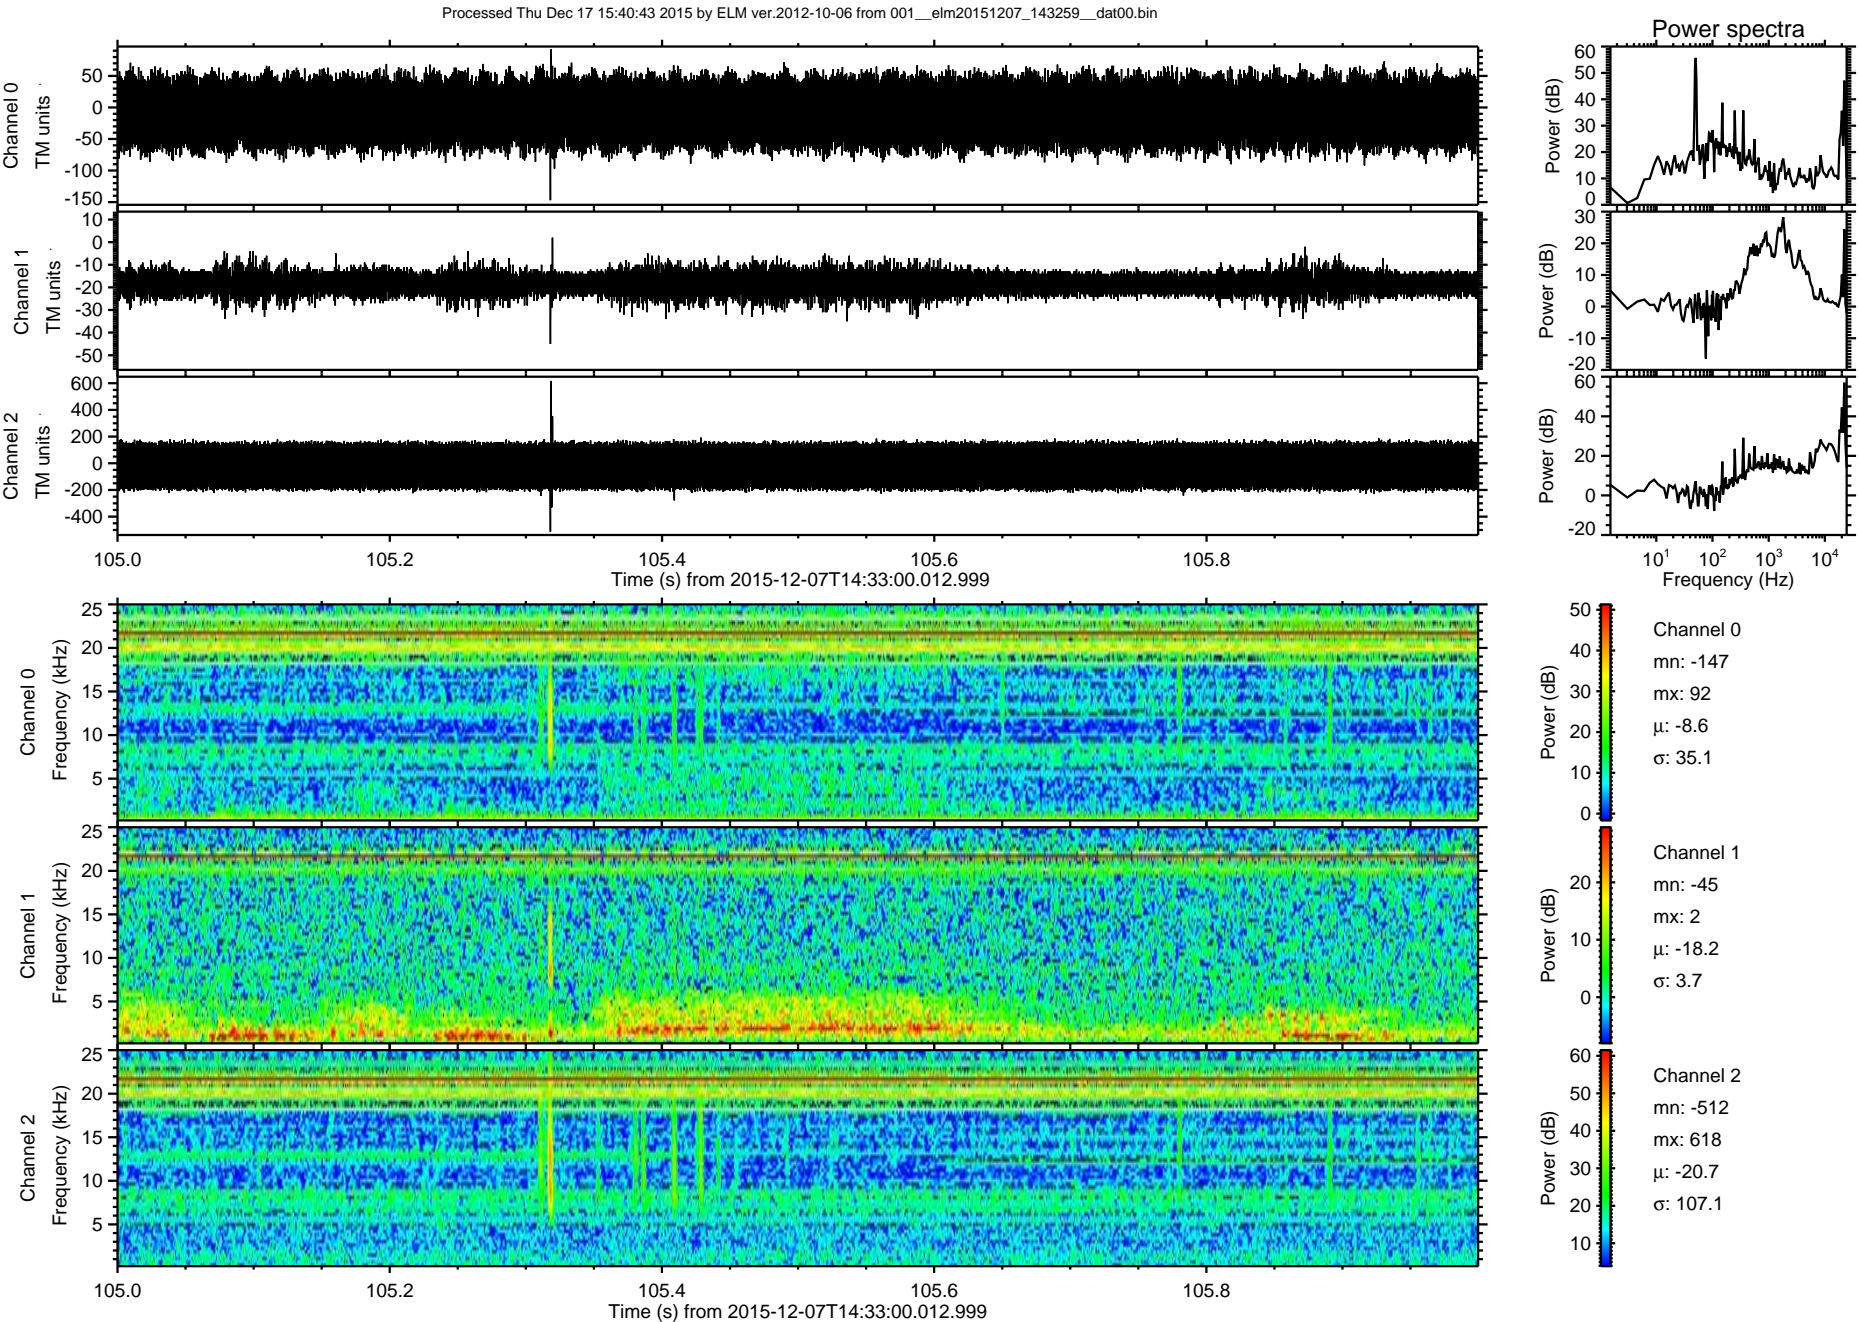 Processed Thu Dec 17 15:40:43 2015 by ELM ver.2012-10-06 from 001__elm20151207_143259__dat00.bin
Power spectra
Channel 0
TM units
50
0
-50
-100
-150
Power (dB)
60
50
40
30
20
10
0
Channel 1
TM units
10
0
-10
-20
-30
-40
-50
Power (dB)
30
20
10
0
-10
-20
Channel 2
TM units
600
400
200
0
-200
-400
Power (dB)
60
40
20
0
-20
105.0 105.2 105.4 105.6 105.8
Time (s) from 2015-12-07T14:33:00.012.999
10¹ 10² 10³ 10⁴
Frequency (Hz)
Channel 0
Frequency (kHz)
25
20
15
10
5
Power (dB)
50
40
30
20
10
0
Channel 0
mn: -147
mx: 92
μ: -8.6
σ: 35.1
Channel 1
Frequency (kHz)
25
20
15
10
5
Power (dB)
20
10
0
Channel 1
mn: -45
mx: 2
μ: -18.2
σ: 3.7
Channel 2
Frequency (kHz)
25
20
15
10
5
Power (dB)
60
50
40
30
20
10
Channel 2
mn: -512
mx: 618
μ: -20.7
σ: 107.1
105.0 105.2 105.4 105.6 105.8
Time (s) from 2015-12-07T14:33:00.012.999